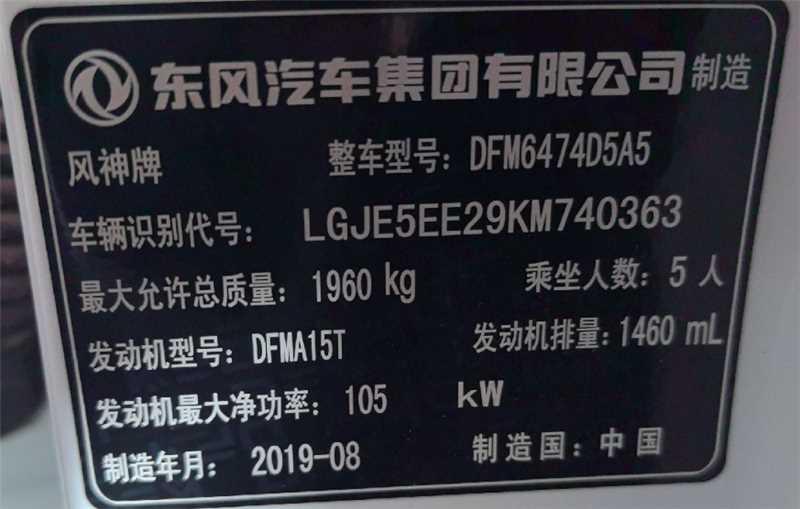 东风汽车集团有限公司制造
风神牌 整车型号：DFM6474D5A5
车辆识别代号：LGJE5EE29KM740363
最大允许总质量：1960 kg 乘坐人数：5 人
发动机型号：DFMA15T 发动机排量：1460 mL
发动机最大净功率：105 kW
制造年月：2019-08 制造国：中国